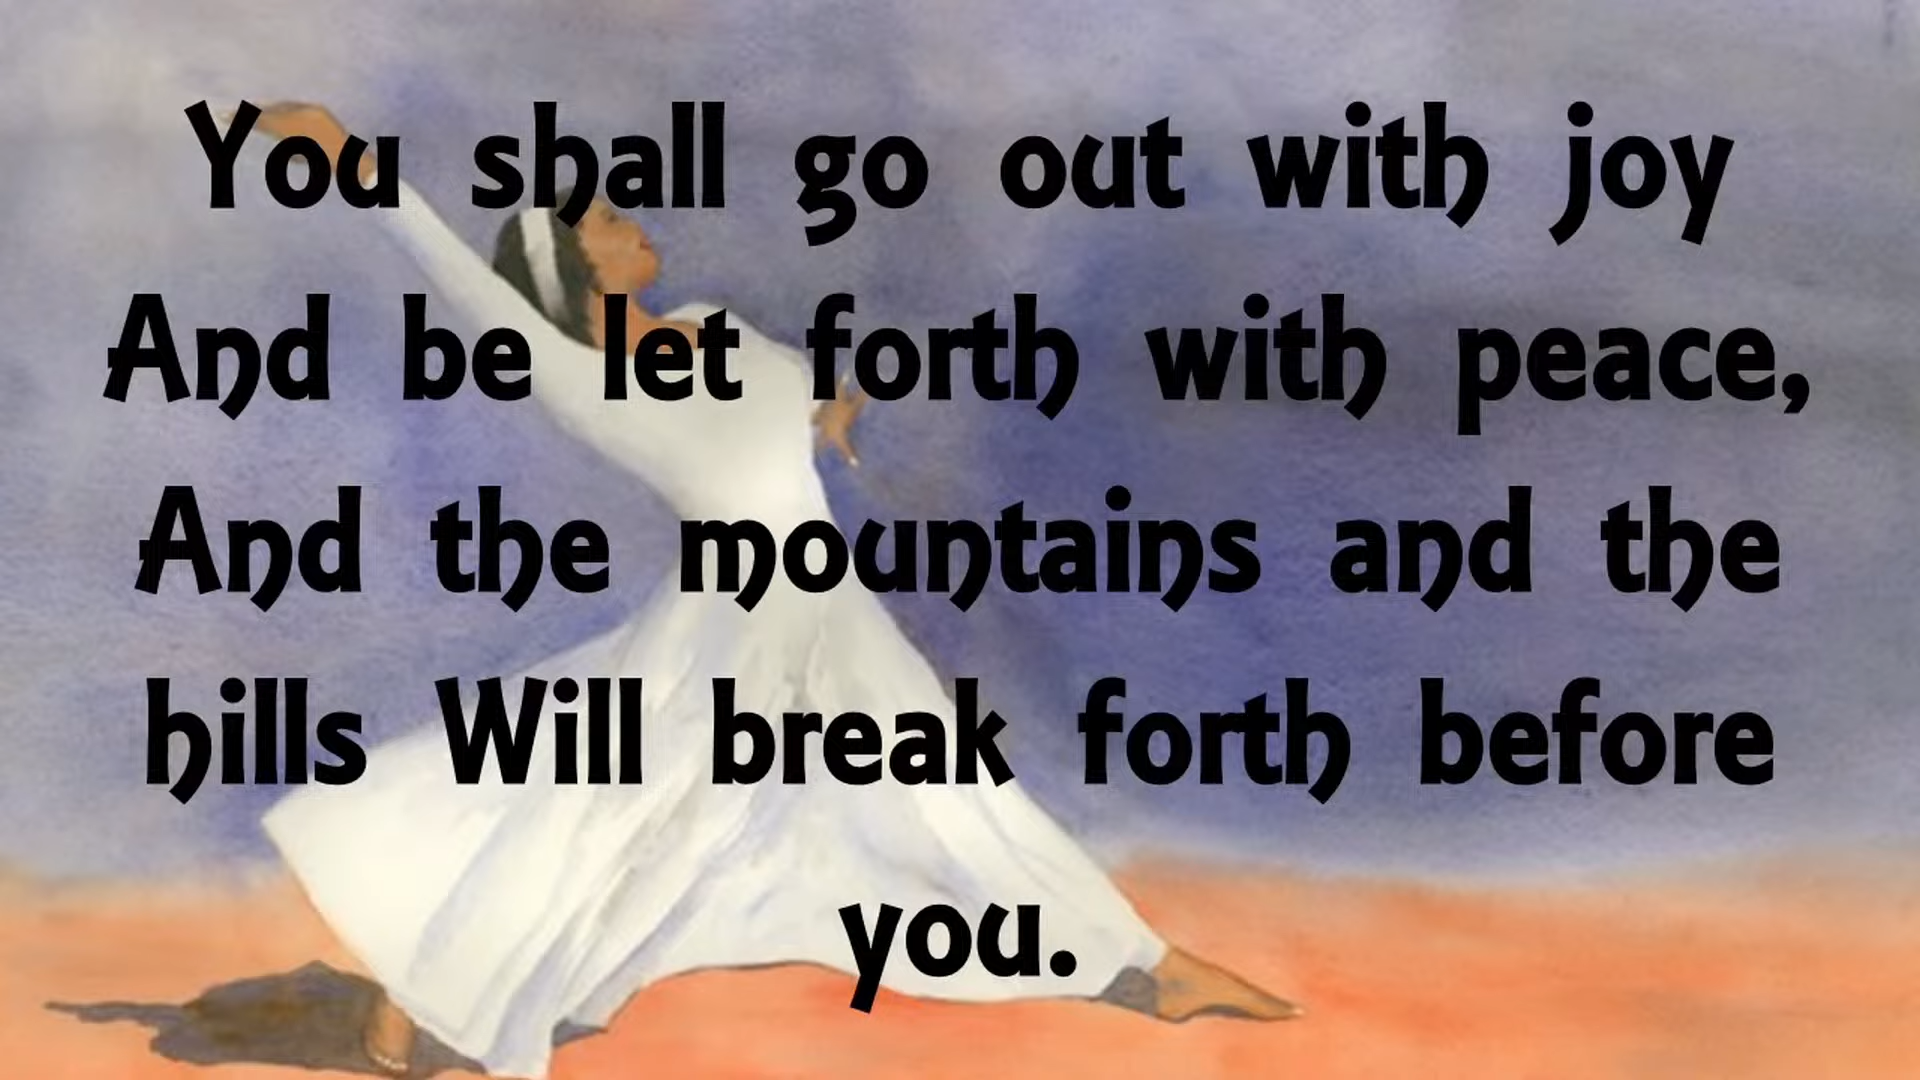 You shall go out with joy
And be let forth with peace,
And the mountains and the
hills Will break forth before
you.